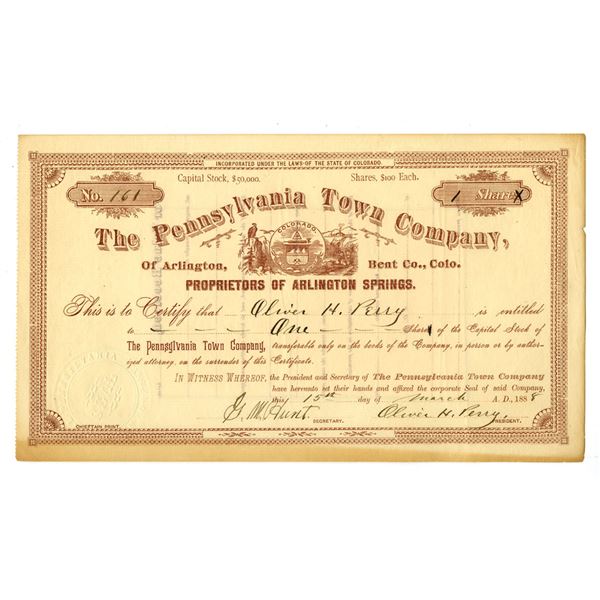 INCORPORATED UNDER THE LAWS OF THE STATE OF COLORADO.
Capital Stock, $50,000. Shares, $100 Each.
No. 161
1 Shares
The Pennsylvania Town Company,
COLORADO
Of Arlington, Bent Co., Colo.
PROPRIETORS OF ARLINGTON SPRINGS.
This is to Certify that Oliver H. Perry is entitled
to One Shares of the Capital Stock of
The Pennsylvania Town Company, transferable only on the books of the Company, in person or by author-
ized attorney, on the surrender of this Certificate.
IN WITNESS WHEREOF, the President and Secretary of The Pennsylvania Town Company
have hereunto set their hands and affixed the corporate Seal of said Company,
this 15th day of March A.D., 1888
Oliver H. Perry.
SECRETARY. PRESIDENT.
CHIEFTAIN PRINT.